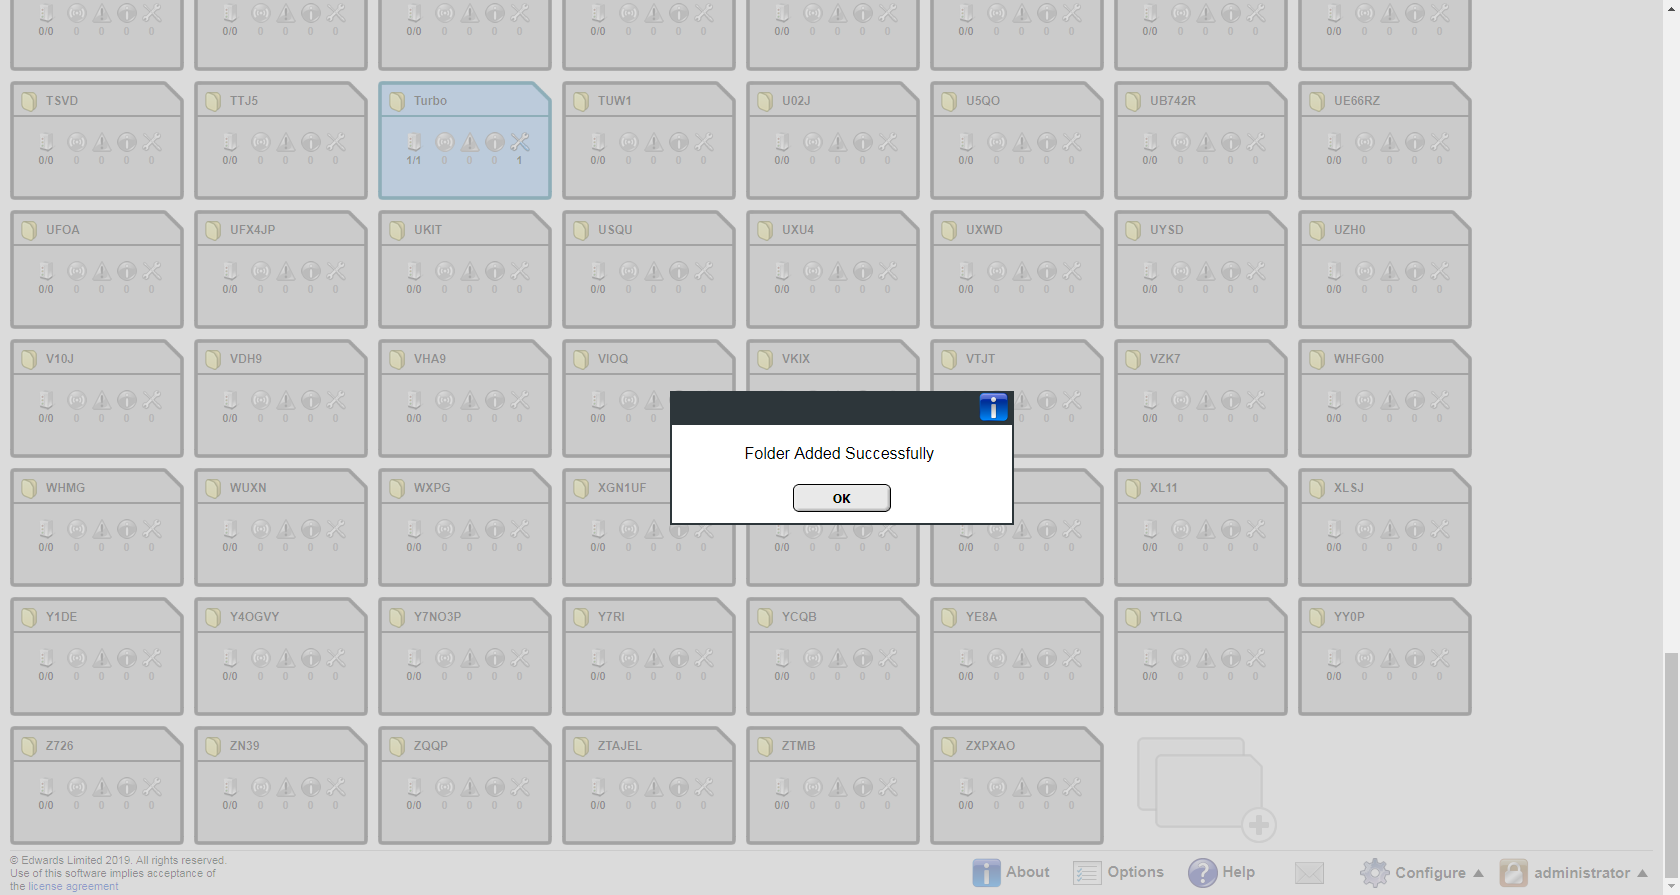 0/0 0 0 0 0 0/0 0 0 0 0 0/0 0 0 0 0 0/0 0 0 0 0 0/0 0 0 0 0 0/0 0 0 0 0 0/0 0 0 0 0 0/0 0 0 0 0
TSVD TTJ5 Turbo TUW1 U02J U5QO UB742R UE66RZ
0/0 0 0 0 0 0/0 0 0 0 0 1/1 0 0 0 1 0/0 0 0 0 0 0/0 0 0 0 0 0/0 0 0 0 0 0/0 0 0 0 0 0/0 0 0 0 0
UFOA UFX4JP UKIT USQU UXU4 UXWD UYSD UZH0
0/0 0 0 0 0 0/0 0 0 0 0 0/0 0 0 0 0 0/0 0 0 0 0 0/0 0 0 0 0 0/0 0 0 0 0 0/0 0 0 0 0 0/0 0 0 0 0
V10J VDH9 VHA9 VIOQ VKIX VTJT VZK7 WHFG00
0/0 0 0 0 0 0/0 0 0 0 0 0/0 0 0 0 0 0/0 0 0 0 0 0 0/0 0 0 0 0 0/0 0 0 0 0
Folder Added Successfully
OK
WHMG WUXN WXPG XGN1UF XL11 XLSJ
0/0 0 0 0 0 0/0 0 0 0 0 0/0 0 0 0 0 0/0 0 0 0 0 0/0 0 0 0 0 0/0 0 0 0 0 0/0 0 0 0 0 0/0 0 0 0 0
Y1DE Y4OGVY Y7NO3P Y7RI YCQB YE8A YTLQ YY0P
0/0 0 0 0 0 0/0 0 0 0 0 0/0 0 0 0 0 0/0 0 0 0 0 0/0 0 0 0 0 0/0 0 0 0 0 0/0 0 0 0 0 0/0 0 0 0 0
Z726 ZN39 ZQQP ZTAJEL ZTMB ZXPXAO
0/0 0 0 0 0 0/0 0 0 0 0 0/0 0 0 0 0 0/0 0 0 0 0 0/0 0 0 0 0 0/0 0 0 0 0
© Edwards Limited 2019. All rights reserved.
Use of this software implies acceptance of
the license agreement
About Options Help Configure administrator